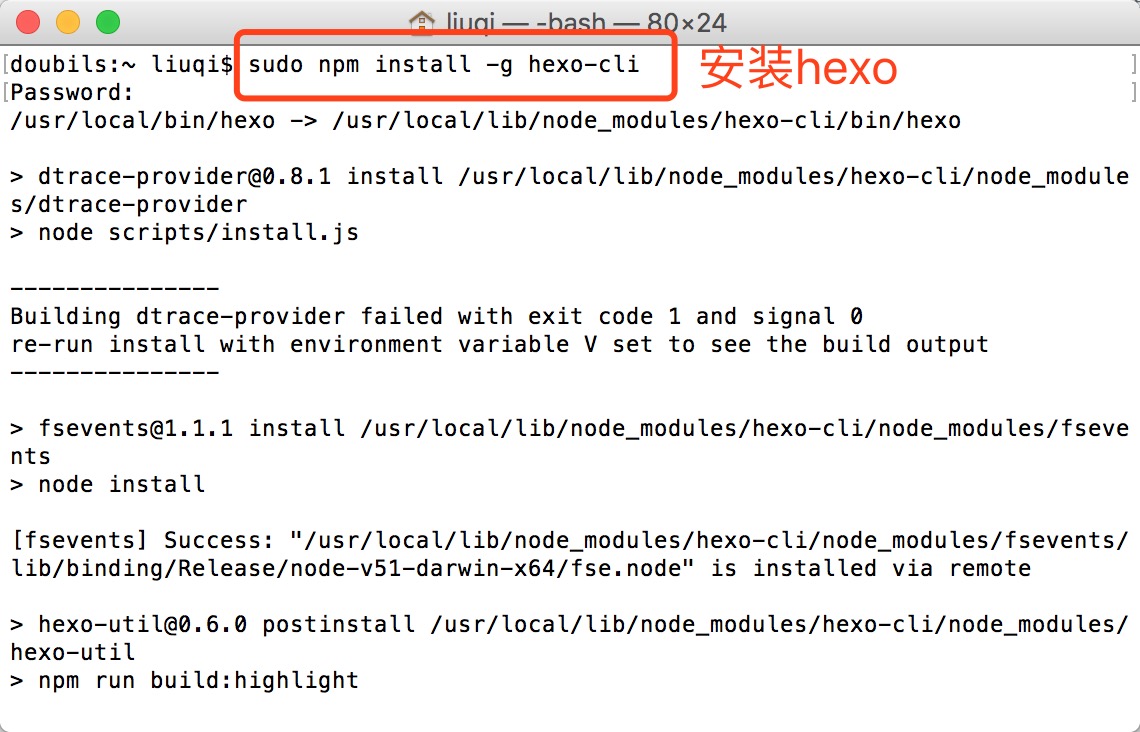 liuqi — -bash — 80×24
[doubils:~ liuqi$ sudo npm install -g hexo-cli ]
安装hexo
[Password: ]
/usr/local/bin/hexo -> /usr/local/lib/node_modules/hexo-cli/bin/hexo
> dtrace-provider@0.8.1 install /usr/local/lib/node_modules/hexo-cli/node_module
s/dtrace-provider
> node scripts/install.js
---------------
Building dtrace-provider failed with exit code 1 and signal 0
re-run install with environment variable V set to see the build output
---------------
> fsevents@1.1.1 install /usr/local/lib/node_modules/hexo-cli/node_modules/fseve
nts
> node install
[fsevents] Success: "/usr/local/lib/node_modules/hexo-cli/node_modules/fsevents/
lib/binding/Release/node-v51-darwin-x64/fse.node" is installed via remote
> hexo-util@0.6.0 postinstall /usr/local/lib/node_modules/hexo-cli/node_modules/
hexo-util
> npm run build:highlight